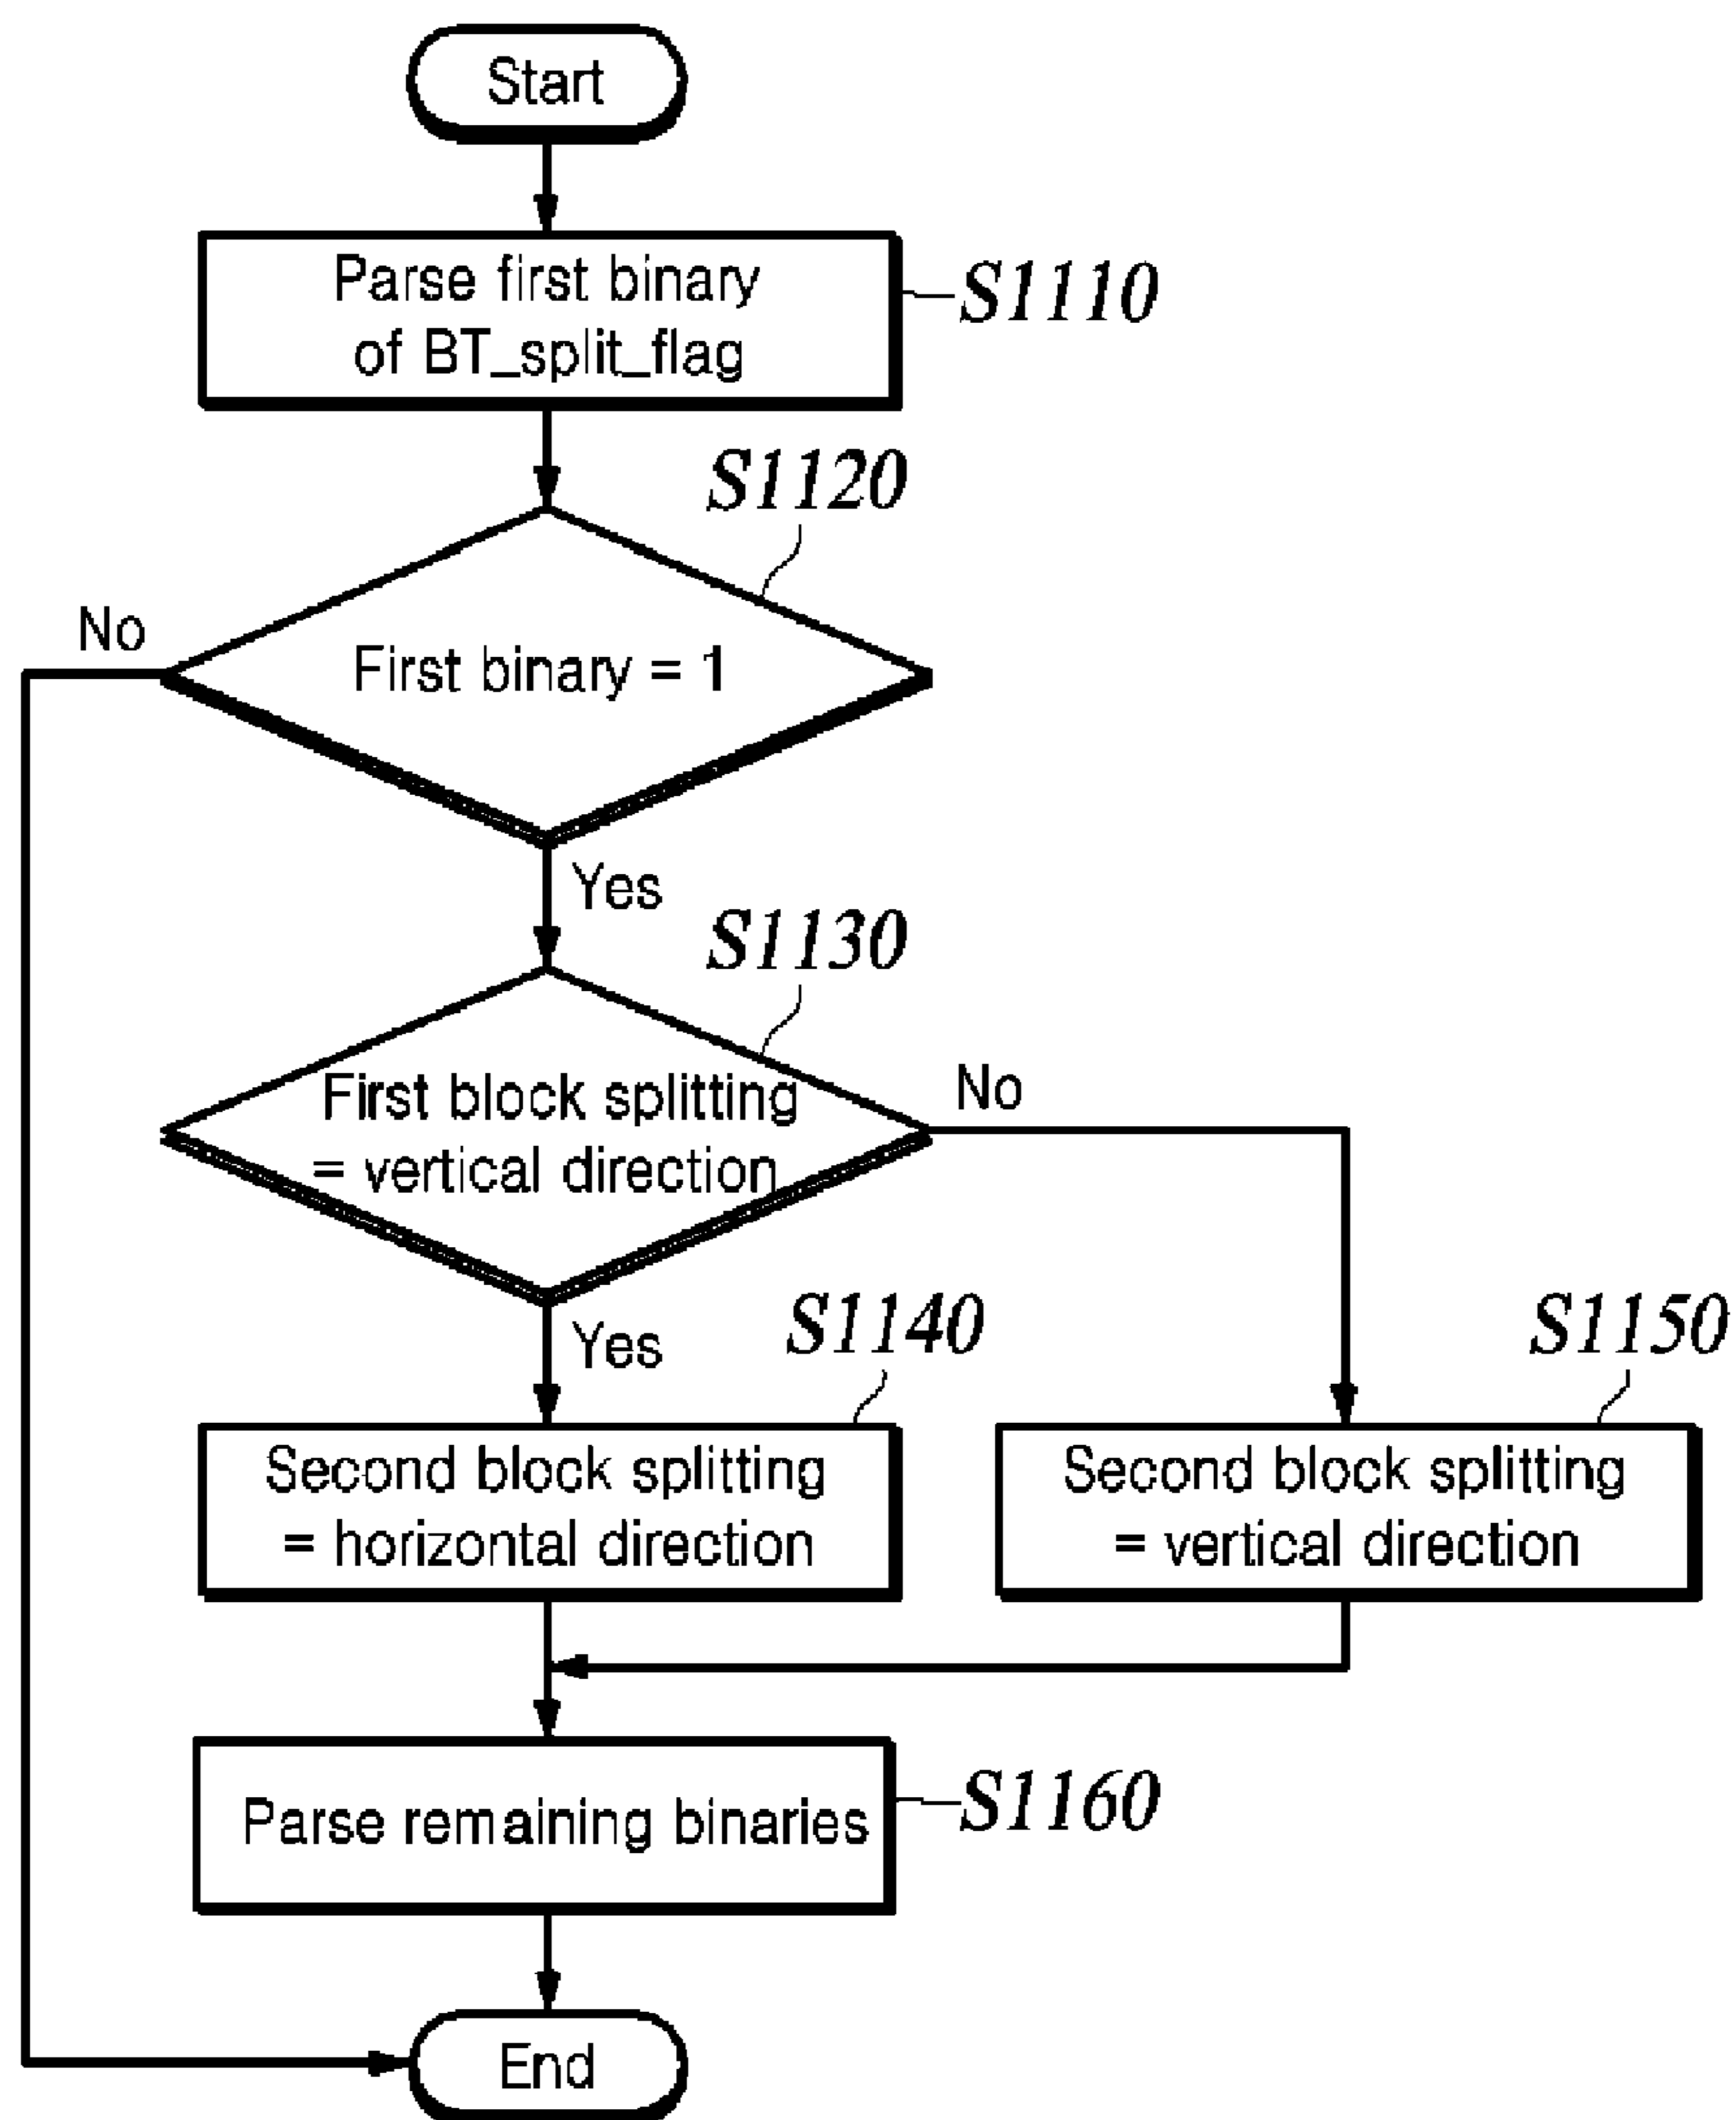 Start
Parse first binary
of BT_split_flag
S1110
S1120
No
First binary = 1
Yes
S1130
First block splitting
= vertical direction
No
Yes
S1140
S1150
Second block splitting
= horizontal direction
Second block splitting
= vertical direction
Parse remaining binaries
S1160
End